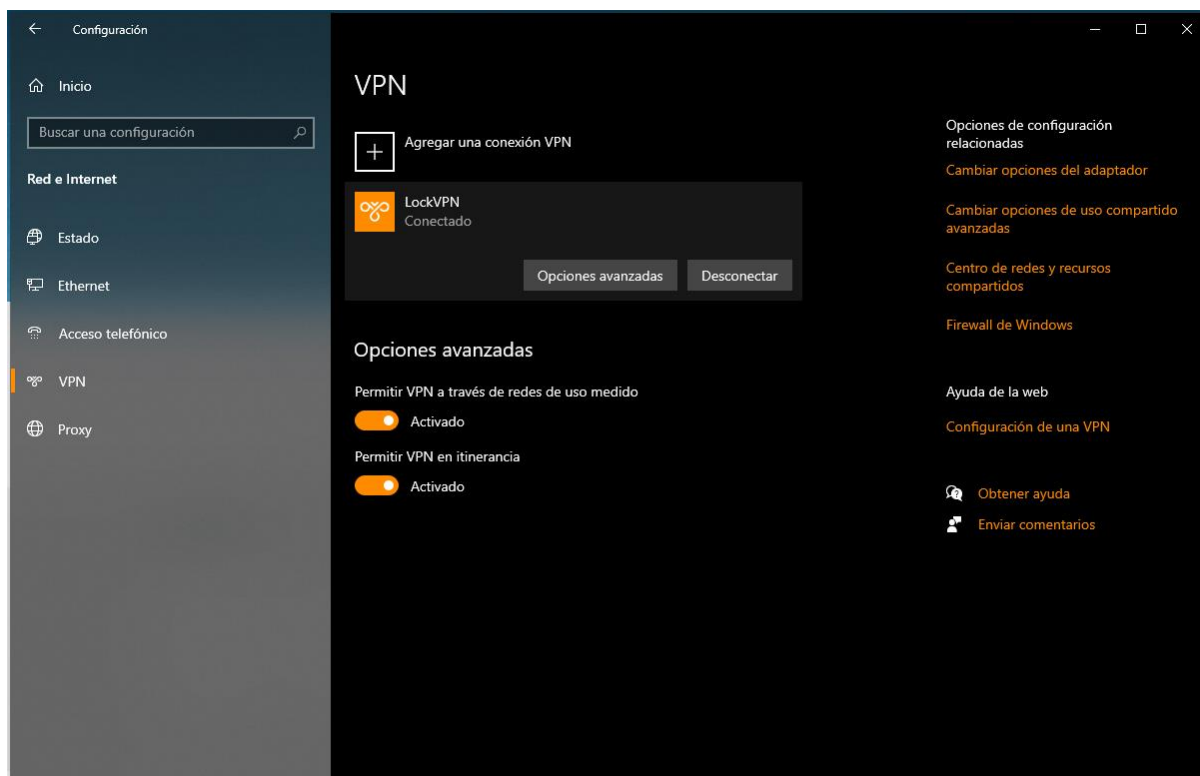 Configuración
Inicio
Buscar una configuración
Red e Internet
Estado
Ethernet
Acceso telefónico
VPN
Proxy
VPN
Agregar una conexión VPN
LockVPN
Conectado
Opciones avanzadas
Desconectar
Opciones avanzadas
Permitir VPN a través de redes de uso medido
Activado
Permitir VPN en itinerancia
Activado
Opciones de configuración
relacionadas
Cambiar opciones del adaptador
Cambiar opciones de uso compartido
avanzadas
Centro de redes y recursos
compartidos
Firewall de Windows
Ayuda de la web
Configuración de una VPN
Obtener ayuda
Enviar comentarios